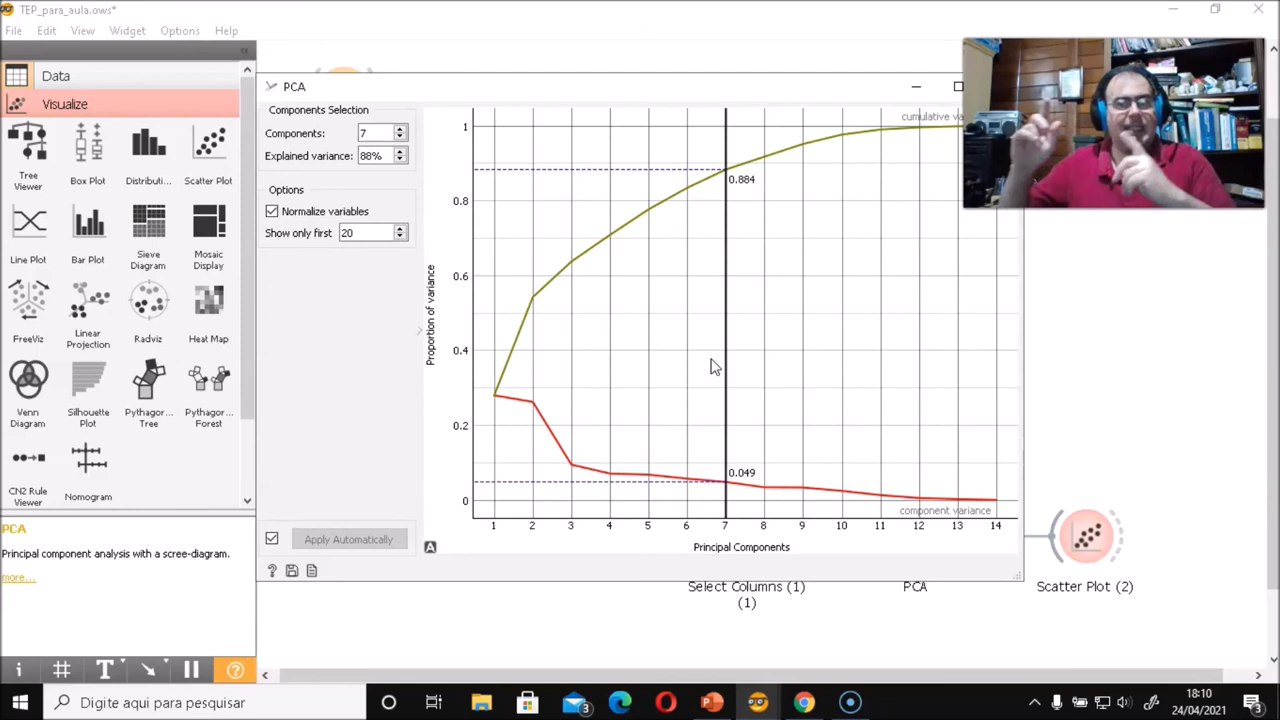 TEP_para_aula.ows*
File Edit View Widget Options Help
Data
Visualize
Tree Viewer
Box Plot
Distributi...
Scatter Plot
Line Plot
Bar Plot
Sieve Diagram
Mosaic Display
FreeViz
Linear Projection
Radviz
Heat Map
Venn Diagram
Silhouette Plot
Pythagor... Tree
Pythagor... Forest
CN2 Rule Viewer
Nomogram
PCA
Principal component analysis with a scree-diagram.
more...
PCA
Components Selection
Components: 7
Explained variance: 88%
Options
Normalize variables
Show only first 20
Apply Automatically
cumulative va
1
0.884
0.8
0.6
0.4
0.2
0.049
0
component variance
Proportion of variance
1 2 3 4 5 6 7 8 9 10 11 12 13 14
Principal Components
A
Select Columns (1)
(1)
PCA
Scatter Plot (2)
Digite aqui para pesquisar
3
18:10
24/04/2021
3